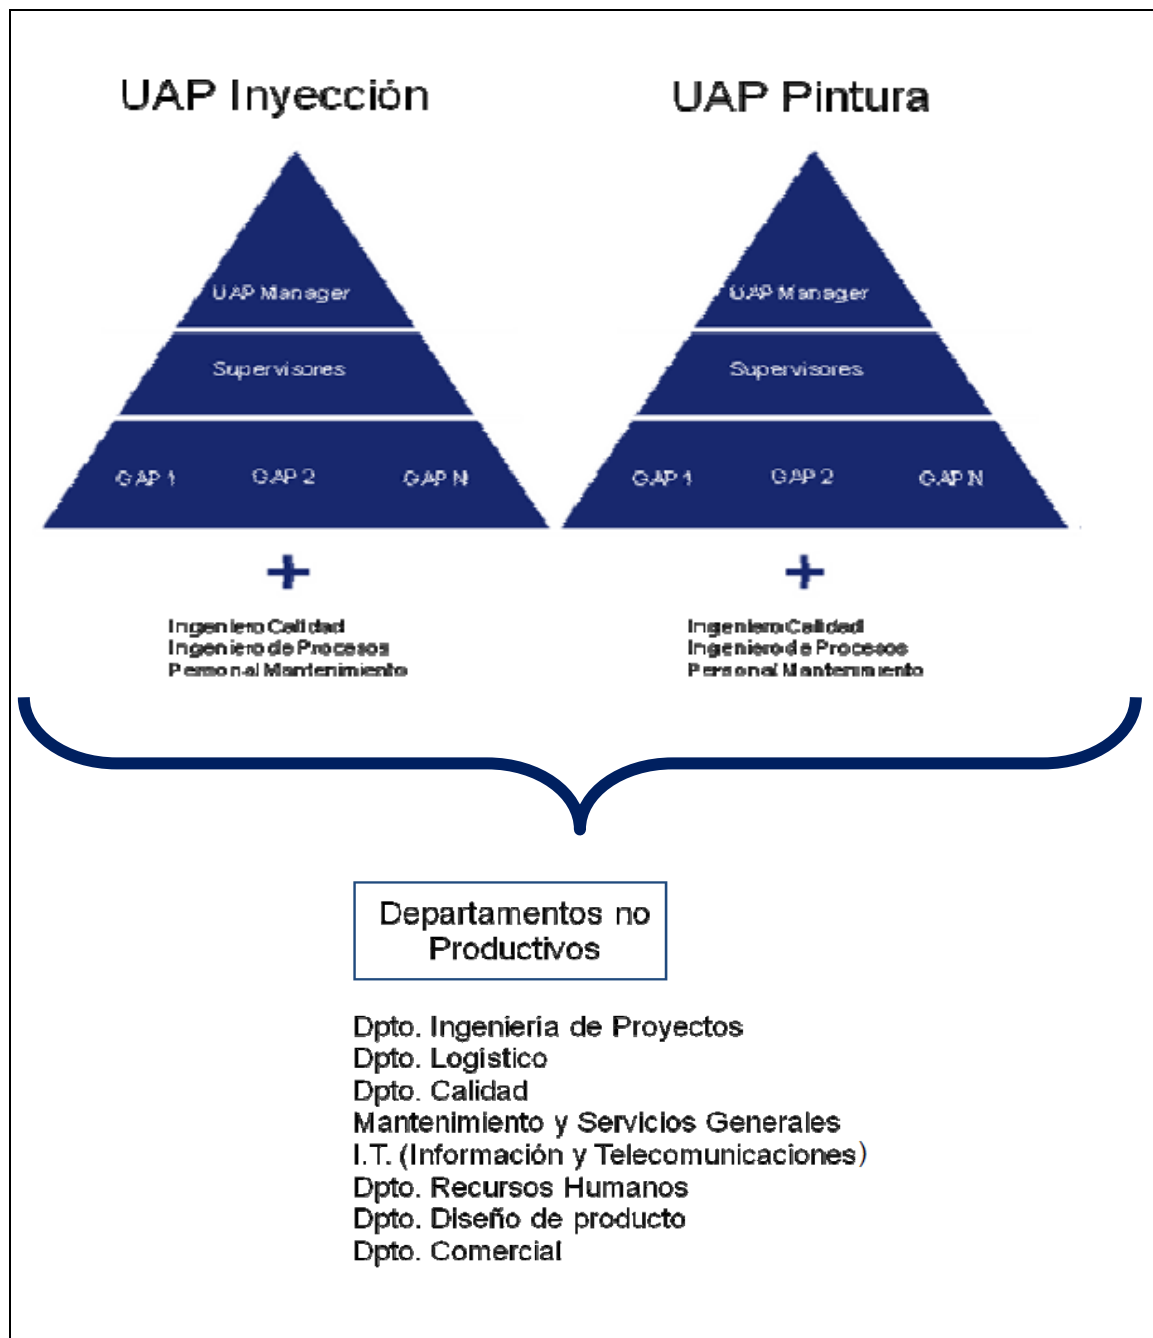 UAP Inyección
UAP Pintura
UAP Manager
Supervisores
GAP 1 GAP 2 GAP N
Ingeniero Calidad
Ingeniero de Procesos
Personal Mantenimiento
UAP Manager
Supervisores
GAP 1 GAP 2 GAP N
Ingeniero Calidad
Ingeniero de Procesos
Personal Mantenimiento
Departamentos no
Productivos
Dpto. Ingeniería de Proyectos
Dpto. Logístico
Dpto. Calidad
Mantenimiento y Servicios Generales
I.T. (Información y Telecomunicaciones)
Dpto. Recursos Humanos
Dpto. Diseño de producto
Dpto. Comercial